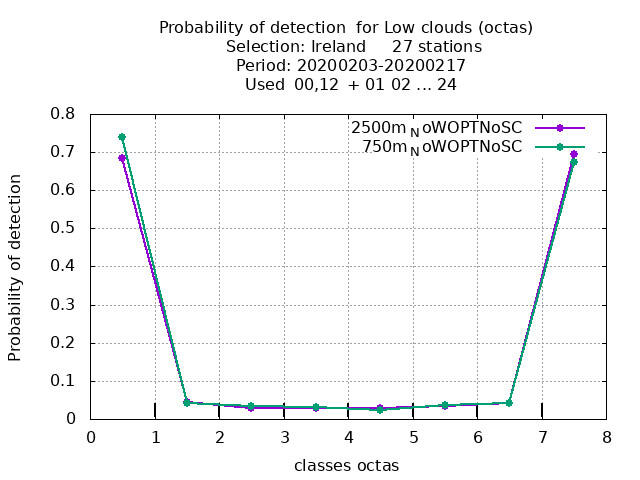 Probability of detection  for Low clouds (octas)
Selection: Ireland     27 stations
Period: 20200203-20200217
Used  00,12  + 01 02 ... 24
2500m_NoWOPTNoSC
750m_NoWOPTNoSC
0.8
0.7
0.6
0.5
0.4
0.3
0.2
0.1
0
Probability of detection
0 1 2 3 4 5 6 7 8
classes octas